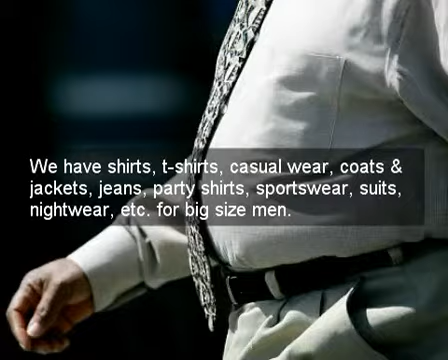 We have shirts, t-shirts, casual wear, coats &
jackets, jeans, party shirts, sportswear, suits,
nightwear, etc. for big size men.